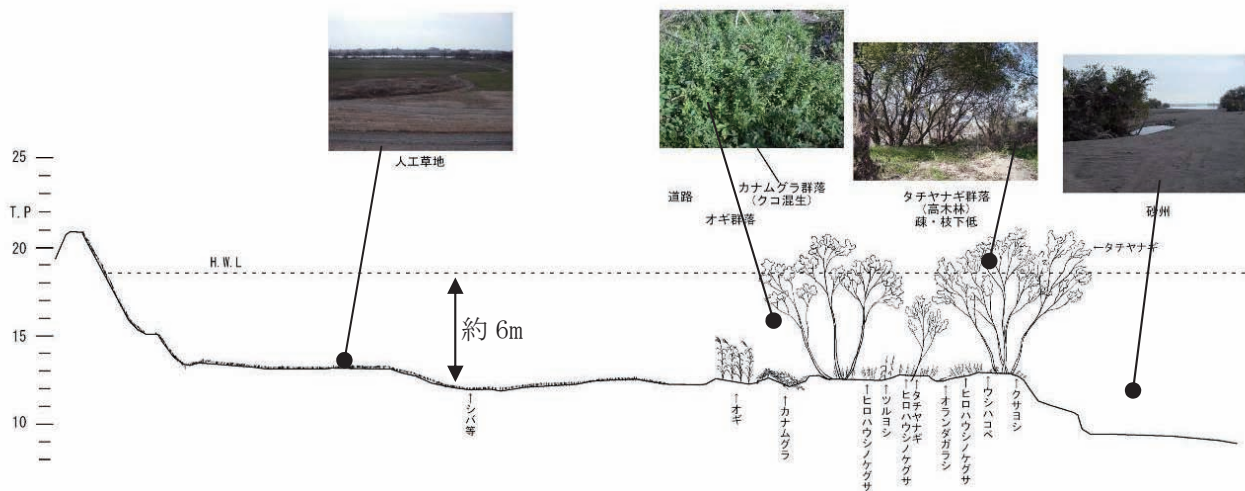 25
T.P
20
15
10
H.W.L
約6m
人工草地
道路
オギ群落
カナムグラ群落
（クコ混生）
タチヤナギ群落
（高木林）
疎・枝下低
砂州
←タチヤナギ
←シバ等
←オギ
←カナムグラ
←ヒロハウシノケグサ
←ツルヨシ
←ヒロハウシノケグサ
←タチヤナギ
←オランダガラシ
←ヒロハウシノケグサ
←ウシハコベ
←クサヨシ